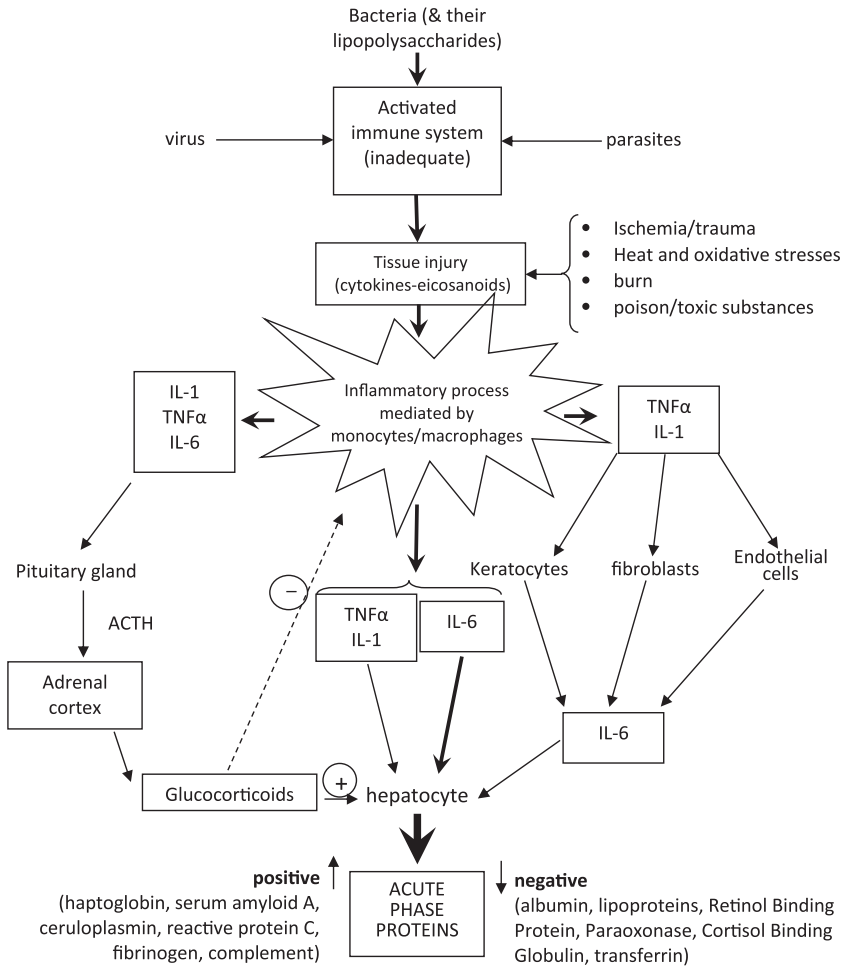 Bacteria (& their
lipopolysaccharides)
Activated
immune system
(inadequate)
virus
parasites
Tissue injury
(cytokines-eicosanoids)
• Ischemia/trauma
• Heat and oxidative stresses
• burn
• poison/toxic substances
Inflammatory process
mediated by
monocytes/macrophages
IL-1
TNFα
IL-6
TNFα
IL-1
Pituitary gland
Keratocytes
fibroblasts
Endothelial
cells
ACTH
−
TNFα
IL-1
IL-6
Adrenal
cortex
IL-6
Glucocorticoids
+
hepatocyte
positive
(haptoglobin, serum amyloid A,
ceruloplasmin, reactive protein C,
fibrinogen, complement)
ACUTE
PHASE
PROTEINS
negative
(albumin, lipoproteins, Retinol Binding
Protein, Paraoxonase, Cortisol Binding
Globulin, transferrin)